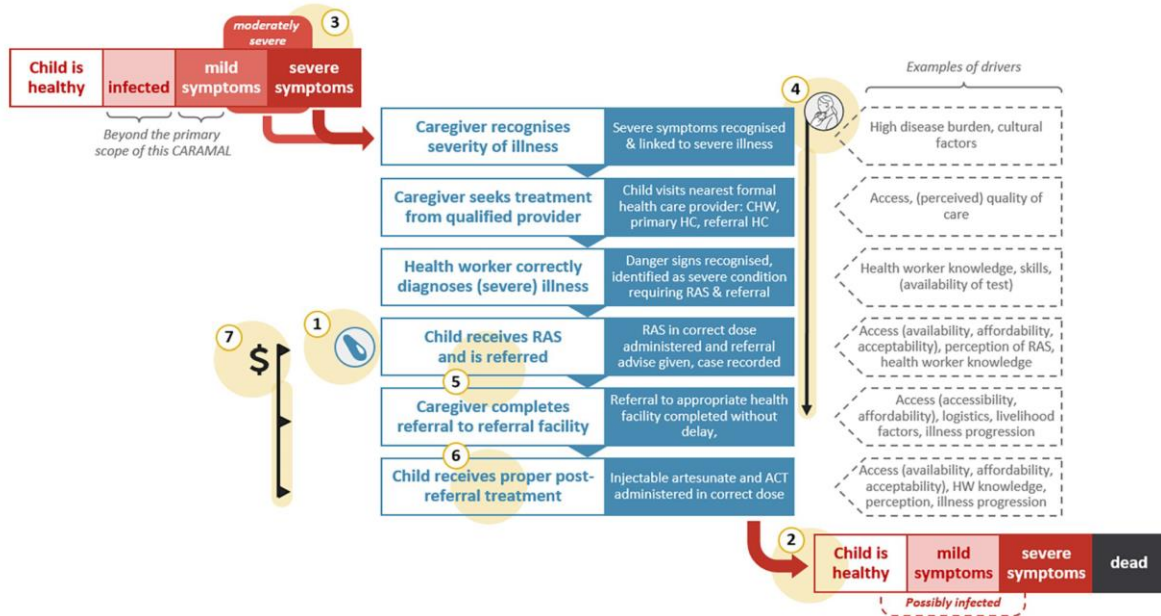 moderately
severe
3
Child is
healthy
infected
mild
symptoms
severe
symptoms
Beyond the primary
scope of this CARAMAL
4
Examples of drivers
Caregiver recognises
severity of illness
Severe symptoms recognised
& linked to severe illness
High disease burden, cultural
factors
Caregiver seeks treatment
from qualified provider
Child visits nearest formal
health care provider: CHW,
primary HC, referral HC
Access, (perceived) quality of
care
Health worker correctly
diagnoses (severe) illness
Danger signs recognised,
identified as severe condition
requiring RAS & referral
Health worker knowledge, skills,
(availability of test)
7
$
1
Child receives RAS
and is referred
RAS in correct dose
administered and referral
advise given, case recorded
Access (availability, affordability,
acceptability), perception of RAS,
health worker knowledge
5
Caregiver completes
referral to referral facility
Referral to appropriate health
facility completed without
delay,
Access (accessibility,
affordability), logistics, livelihood
factors, illness progression
6
Child receives proper post-
referral treatment
Injectable artesunate and ACT
administered in correct dose
Access (availability, affordability,
acceptability), HW knowledge,
perception, illness progression
2
Child is
healthy
mild
symptoms
severe
symptoms
dead
Possibly infected